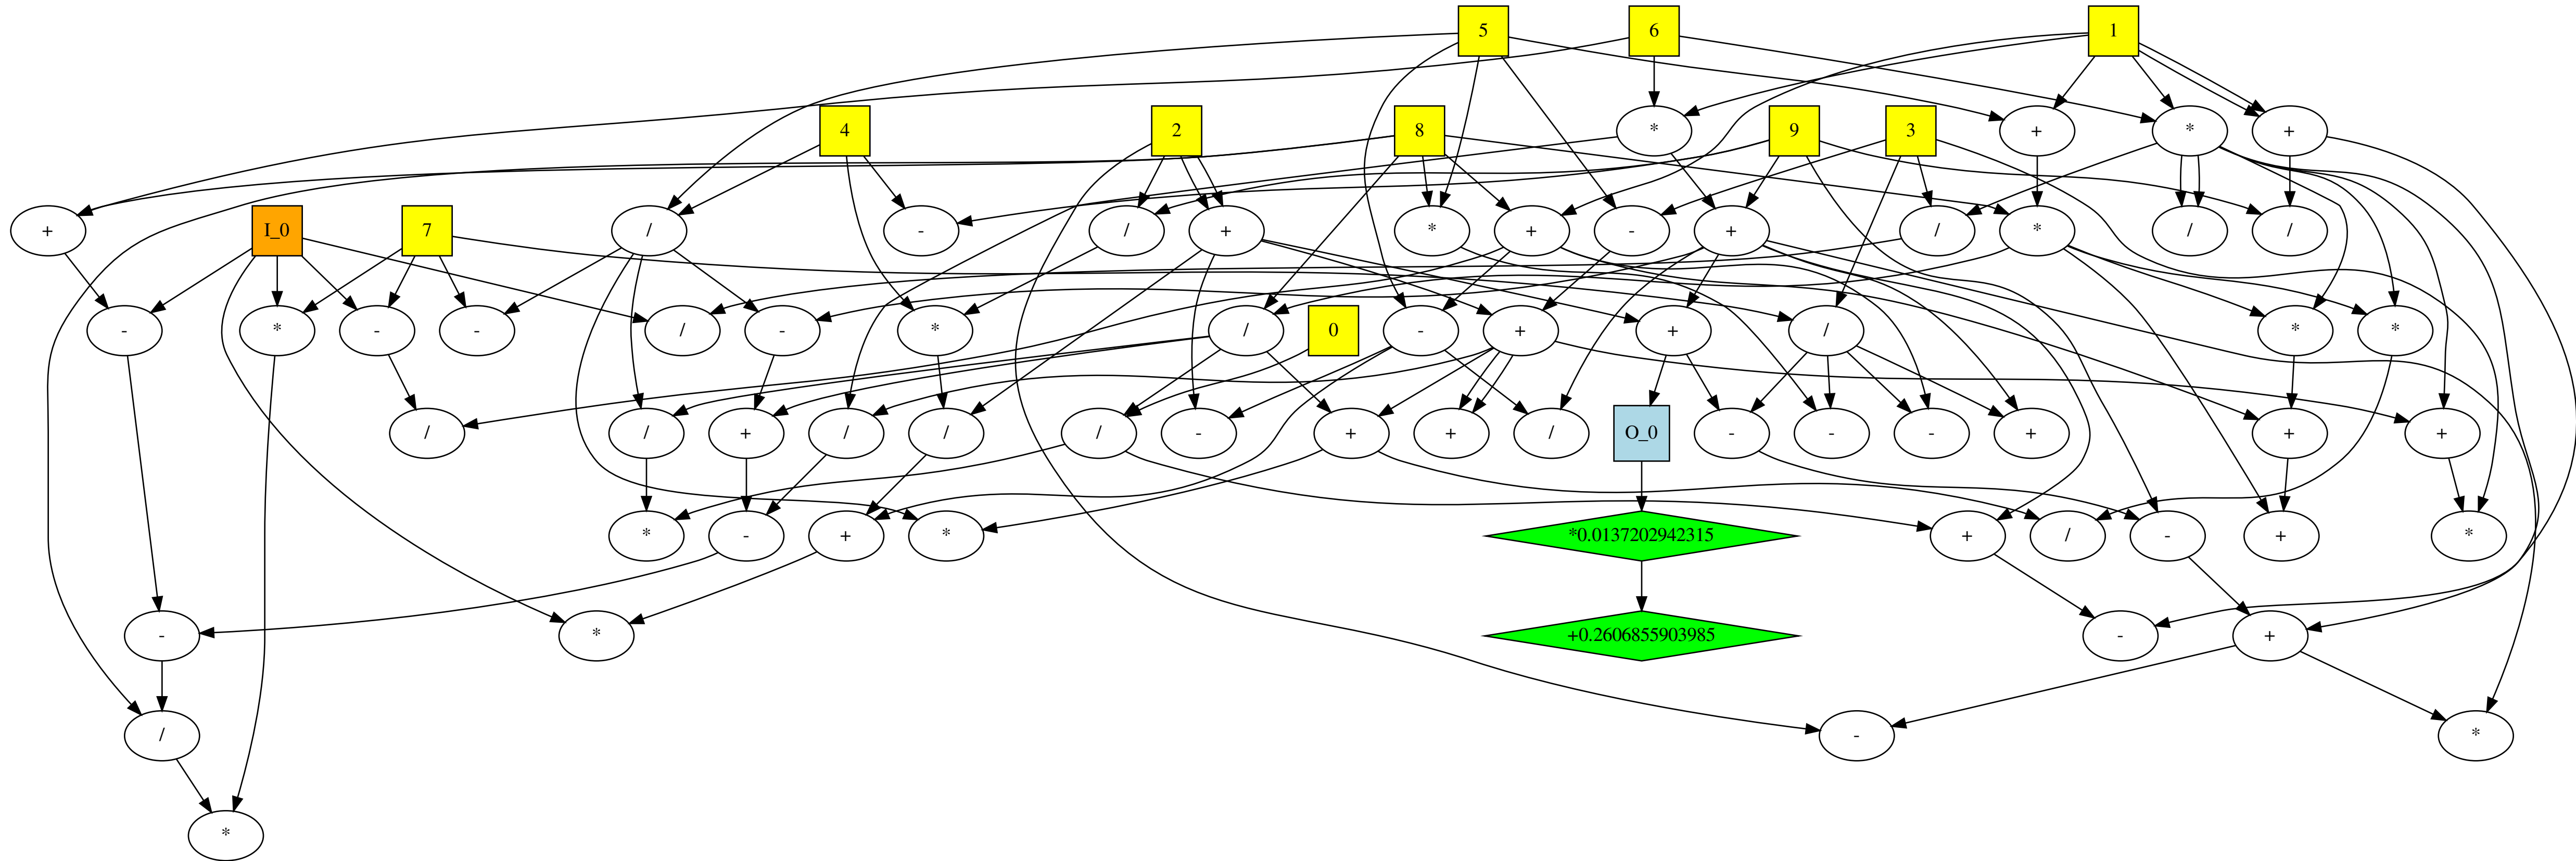 5 6 1
4 2 8 * 9 3 + * +
+ I_0 7 / - / + * + - + / * / /
- * - - / - * / 0 - + + / * *
/ / + / / / - + + / O_0 - - - + + +
* - + * *0.0137202942315 + / - + *
- * +0.2606855903985 - +
/ - *
*